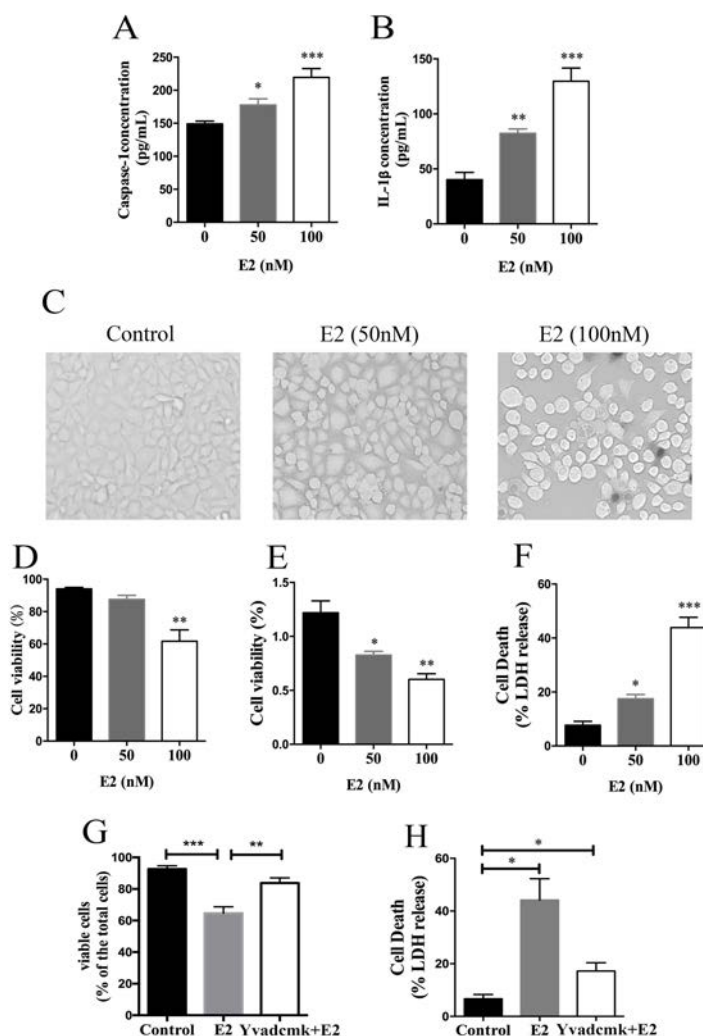 A
Caspase-1concentration
(pg/mL)
250
200
150
100
50
0
*
***
0 50 100
E2 (nM)
B
IL-1β concentration
(pg/mL)
150
100
50
0
**
***
0 50 100
E2 (nM)
C
Control E2 (50nM) E2 (100nM)
D
Cell viability (%)
100
80
60
40
20
0
**
0 50 100
E2 (nM)
E
Cell viability (%)
1.5
1.0
0.5
0.0
*
**
0 50 100
E2 (nM)
F
Cell Death
(% LDH release)
60
40
20
0
*
***
0 50 100
E2 (nM)
G
viable cells
(% of the total cells)
100
80
60
40
20
0
*** **
Control E2 Yvadcmk+E2
H
Cell Death
(% LDH release)
60
40
20
0
*
*
Control E2 Yvadcmk+E2